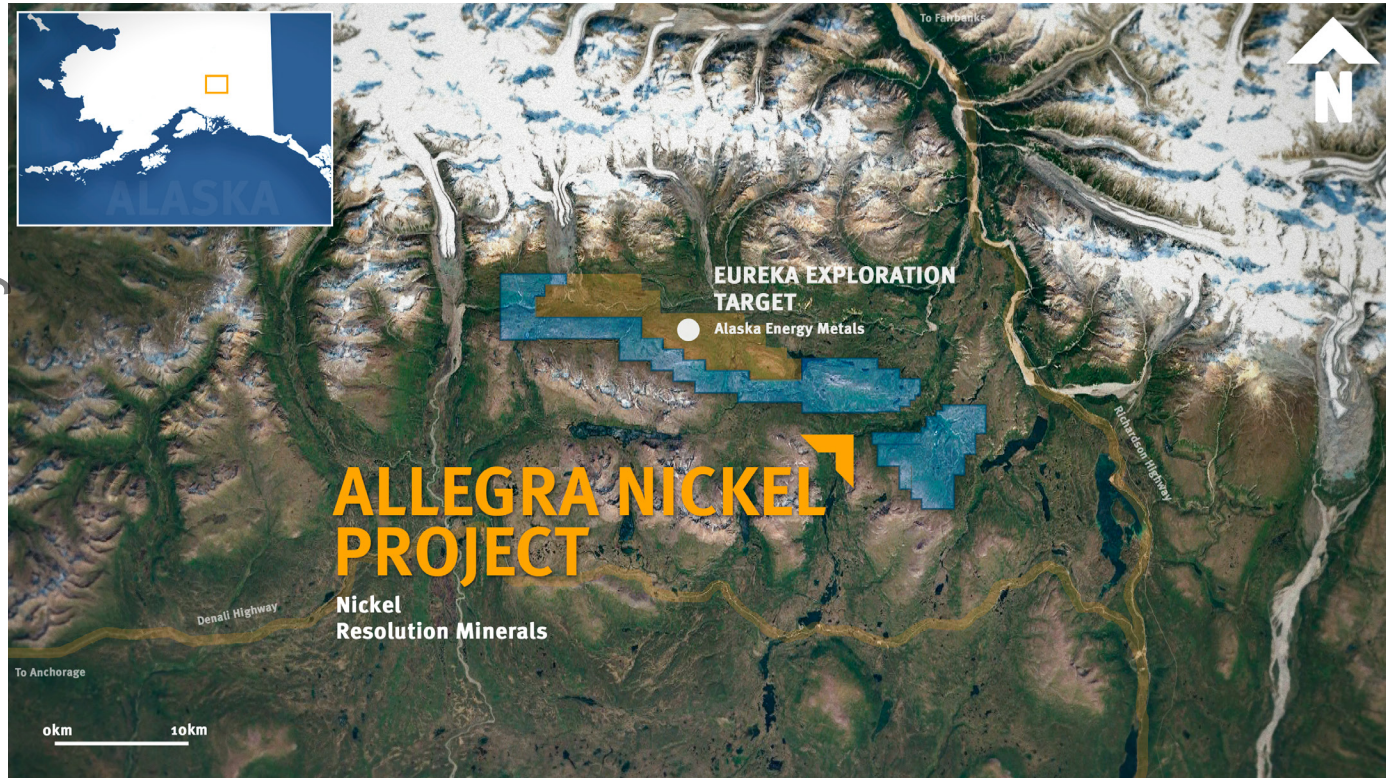 ALASKA
To Fairbanks
N
EUREKA EXPLORATION
TARGET
Alaska Energy Metals
Richardson Highway
ALLEGRA NICKEL
PROJECT
Nickel
Resolution Minerals
Denali Highway
To Anchorage
0km 10km